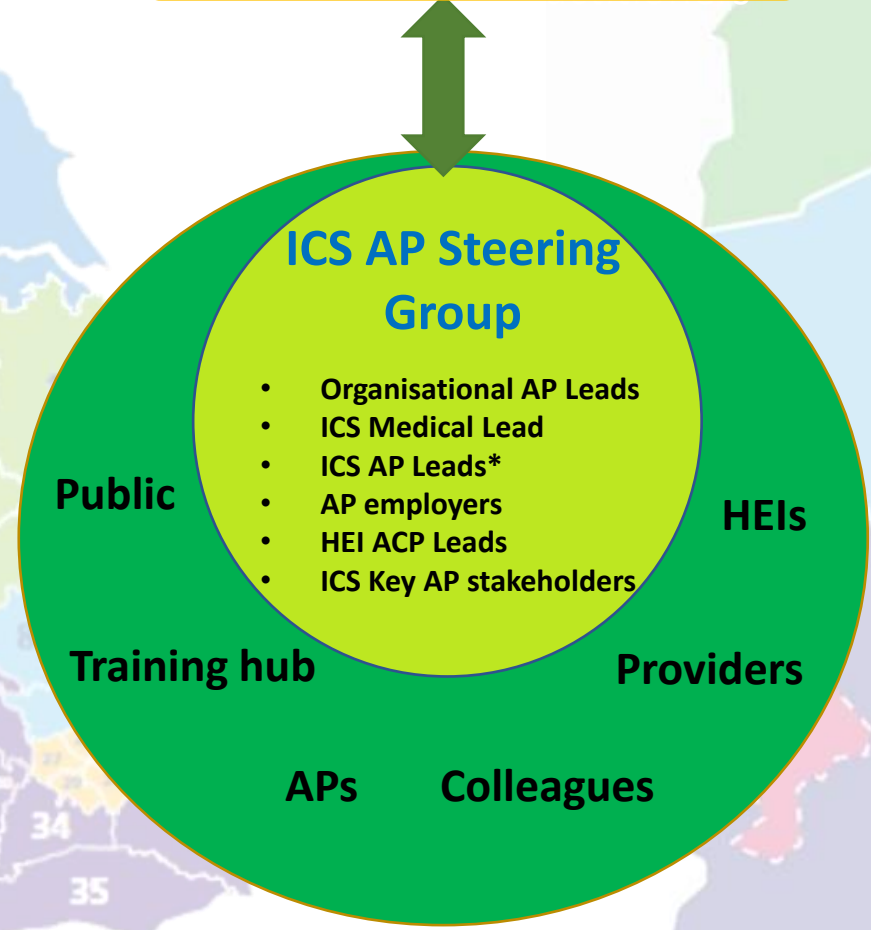 ICS AP Steering
Group
• Organisational AP Leads
• ICS Medical Lead
• ICS AP Leads*
• AP employers
• HEI ACP Leads
• ICS Key AP stakeholders
Public
HEIs
Training hub
Providers
APs
Colleagues
34
35